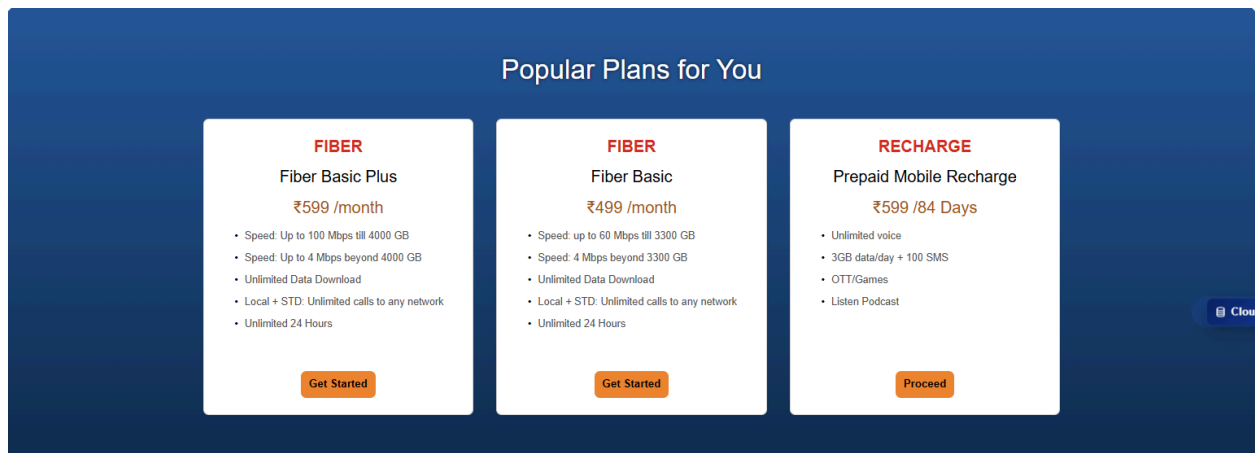 Popular Plans for You
FIBER
Fiber Basic Plus
₹599 /month
• Speed: Up to 100 Mbps till 4000 GB
• Speed: Up to 4 Mbps beyond 4000 GB
• Unlimited Data Download
• Local + STD: Unlimited calls to any network
• Unlimited 24 Hours
Get Started
FIBER
Fiber Basic
₹499 /month
• Speed: up to 60 Mbps till 3300 GB
• Speed: 4 Mbps beyond 3300 GB
• Unlimited Data Download
• Local + STD: Unlimited calls to any network
• Unlimited 24 Hours
Get Started
RECHARGE
Prepaid Mobile Recharge
₹599 /84 Days
• Unlimited voice
• 3GB data/day + 100 SMS
• OTT/Games
• Listen Podcast
Proceed
Clou